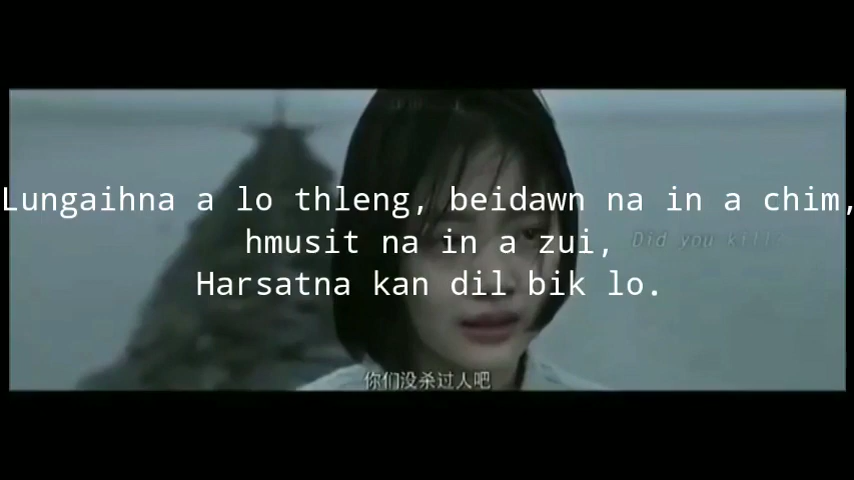 Lungaihna a lo thleng, beidawn na in a chim,
hmusit na in a zui,
Did you kill
Harsatna kan dil bik lo.
你们没杀过人吧